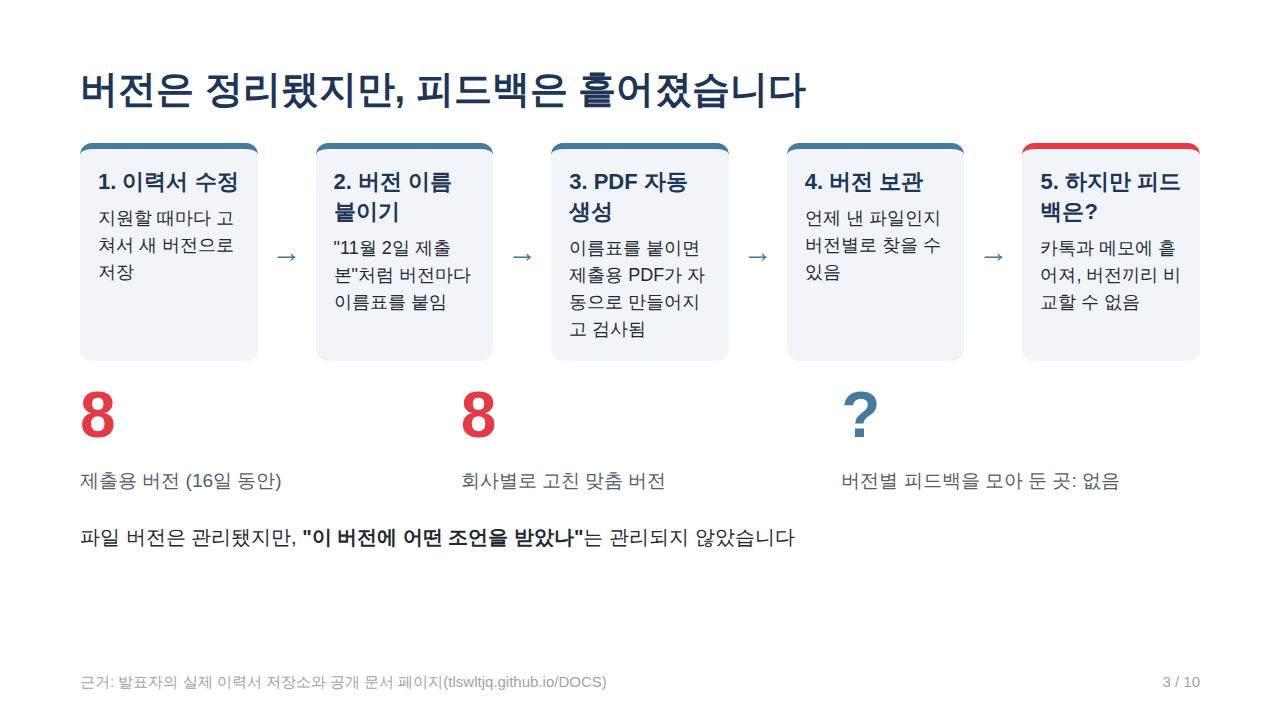 버전은 정리됐지만, 피드백은 흩어졌습니다
1. 이력서 수정
지원할 때마다 고
쳐서 새 버전으로
저장
→
2. 버전 이름
붙이기
"11월 2일 제출
본"처럼 버전마다
이름표를 붙임
→
3. PDF 자동
생성
이름표를 붙이면
제출용 PDF가 자
동으로 만들어지
고 검사됨
→
4. 버전 보관
언제 낸 파일인지
버전별로 찾을 수
있음
→
5. 하지만 피드
백은?
카톡과 메모에 흩
어져, 버전끼리 비
교할 수 없음
8
제출용 버전 (16일 동안)
8
회사별로 고친 맞춤 버전
?
버전별 피드백을 모아 둔 곳: 없음
파일 버전은 관리됐지만, "이 버전에 어떤 조언을 받았나"는 관리되지 않았습니다
근거: 발표자의 실제 이력서 저장소와 공개 문서 페이지(tlswltjq.github.io/DOCS)
3 / 10